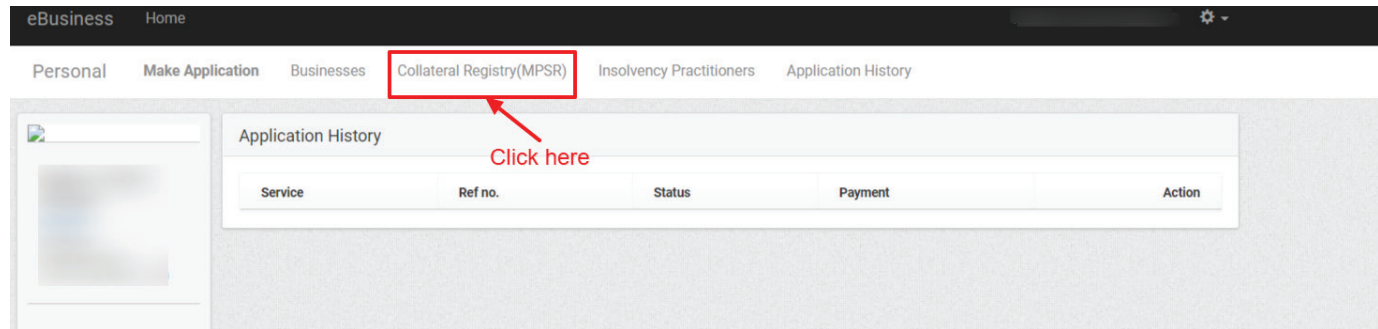 eBusiness Home
Personal Make Application Businesses Collateral Registry(MPSR) Insolvency Practitioners Application History
Application History
Click here
Service Ref no. Status Payment Action